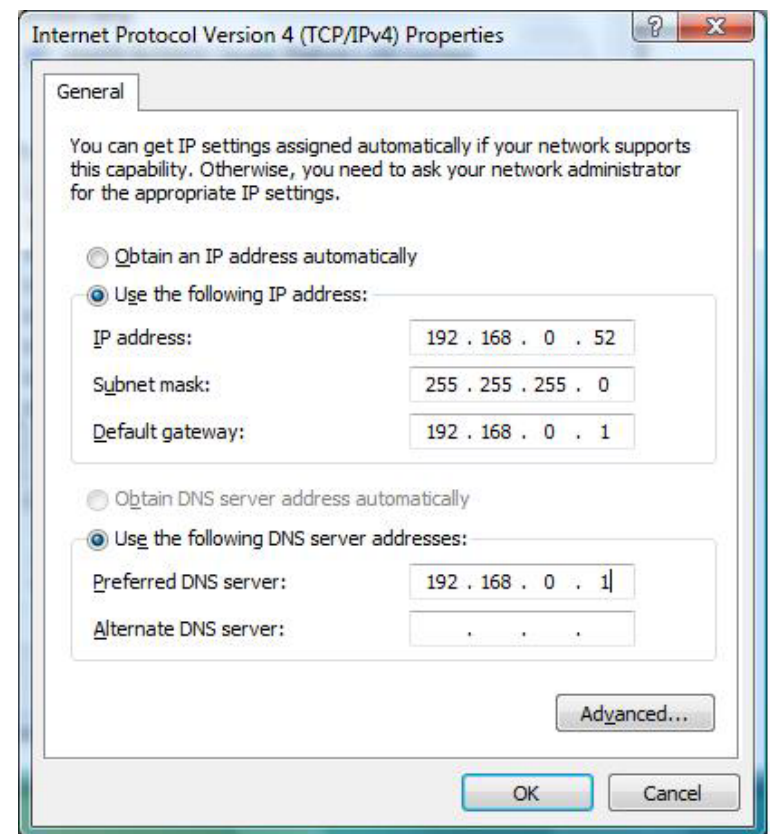 Internet Protocol Version 4 (TCP/IPv4) Properties
General
You can get IP settings assigned automatically if your network supports
this capability. Otherwise, you need to ask your network administrator
for the appropriate IP settings.
Obtain an IP address automatically
Use the following IP address:
IP address: 192 . 168 . 0 . 52
Subnet mask: 255 . 255 . 255 . 0
Default gateway: 192 . 168 . 0 . 1
Obtain DNS server address automatically
Use the following DNS server addresses:
Preferred DNS server: 192 . 168 . 0 . 1
Alternate DNS server: . . .
Advanced...
OK Cancel